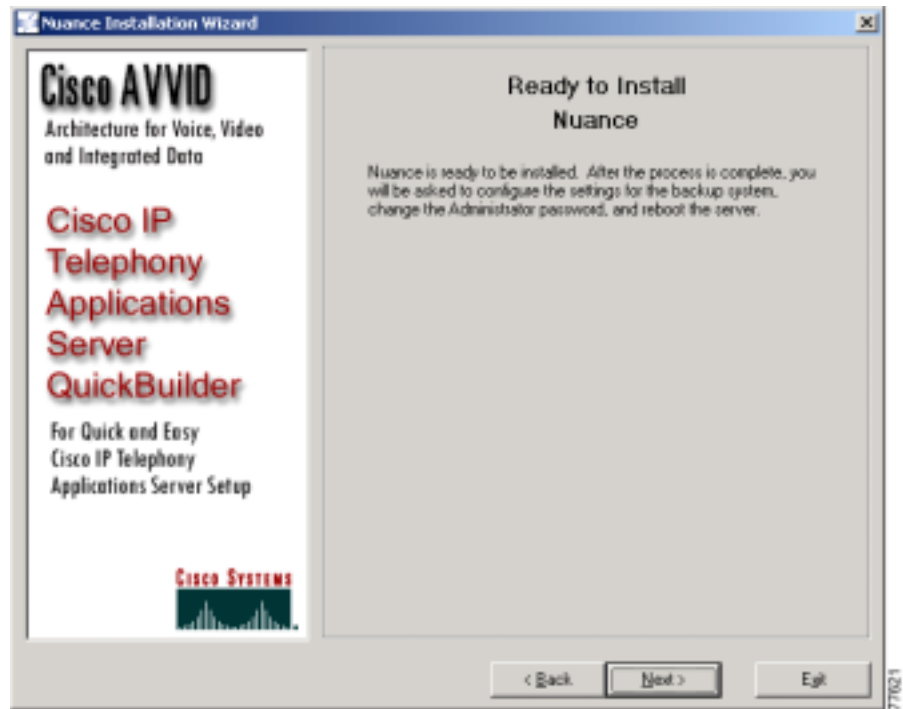 Nuance Installation Wizard
Cisco AVVID
Architecture for Voice, Video
and Integrated Data
Cisco IP
Telephony
Applications
Server
QuickBuilder
For Quick and Easy
Cisco IP Telephony
Applications Server Setup
CISCO SYSTEMS
Ready to Install
Nuance
Nuance is ready to be installed. After the process is complete, you
will be asked to configure the settings for the backup system,
change the Administrator password, and reboot the server.
< Back
Next >
Exit
77621